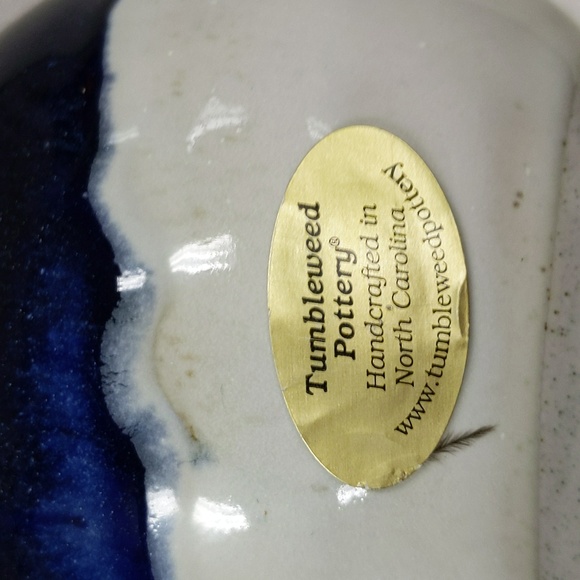 Tumbleweed
Pottery®
Handcrafted in
North Carolina
www.tumbleweedpottery